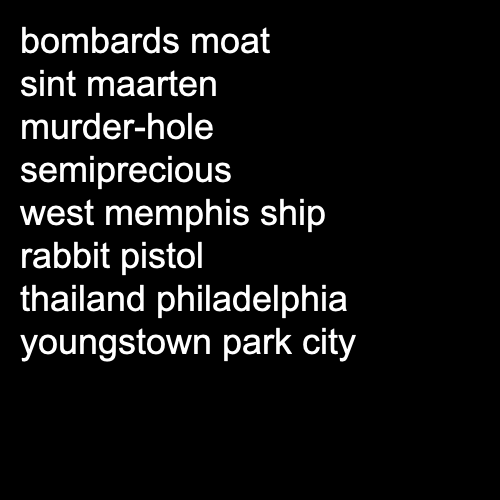 bombards moat
sint maarten
murder-hole
semiprecious
west memphis ship
rabbit pistol
thailand philadelphia
youngstown park city